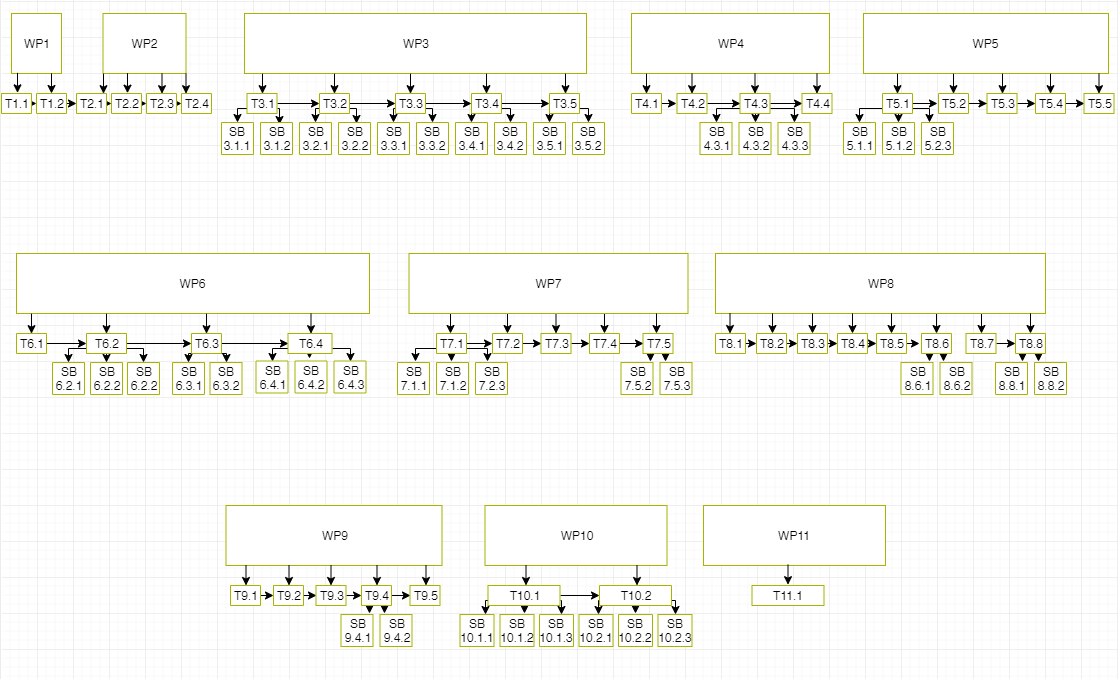 WP1 WP2 WP3 WP4 WP5
T1.1 T1.2 T2.1 T2.2 T2.3 T2.4 T3.1 T3.2 T3.3 T3.4 T3.5 T4.1 T4.2 T4.3 T4.4 T5.1 T5.2 T5.3 T5.4 T5.5
SB SB SB SB SB SB SB SB SB SB SB SB SB SB SB SB
3.1.1 3.1.2 3.2.1 3.2.2 3.3.1 3.3.2 3.4.1 3.4.2 3.5.1 3.5.2 4.3.1 4.3.2 4.3.3 5.1.1 5.1.2 5.2.3
WP6 WP7 WP8
T6.1 T6.2 T6.3 T6.4 T7.1 T7.2 T7.3 T7.4 T7.5 T8.1 T8.2 T8.3 T8.4 T8.5 T8.6 T8.7 T8.8
SB SB SB SB SB SB SB SB SB SB SB SB SB SB SB SB SB
6.2.1 6.2.2 6.2.2 6.3.1 6.3.2 6.4.1 6.4.2 6.4.3 7.1.1 7.1.2 7.2.3 7.5.2 7.5.3 8.6.1 8.6.2 8.8.1 8.8.2
WP9 WP10 WP11
T9.1 T9.2 T9.3 T9.4 T9.5 T10.1 T10.2 T11.1
SB SB SB SB SB SB SB SB
9.4.1 9.4.2 10.1.1 10.1.2 10.1.3 10.2.1 10.2.2 10.2.3